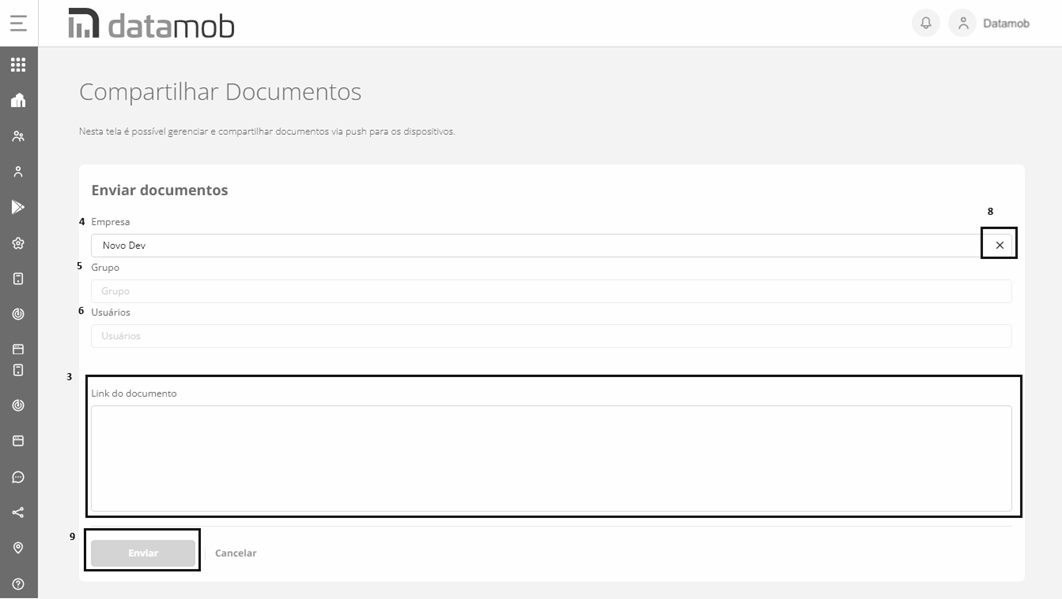 datamob
Datamob
Compartilhar Documentos
Nesta tela é possível gerenciar e compartilhar documentos via push para os dispositivos.
Enviar documentos
8
4 Empresa
Novo Dev
5 Grupo
Grupo
6 Usuários
Usuários
3
Link do documento
9
Enviar Cancelar